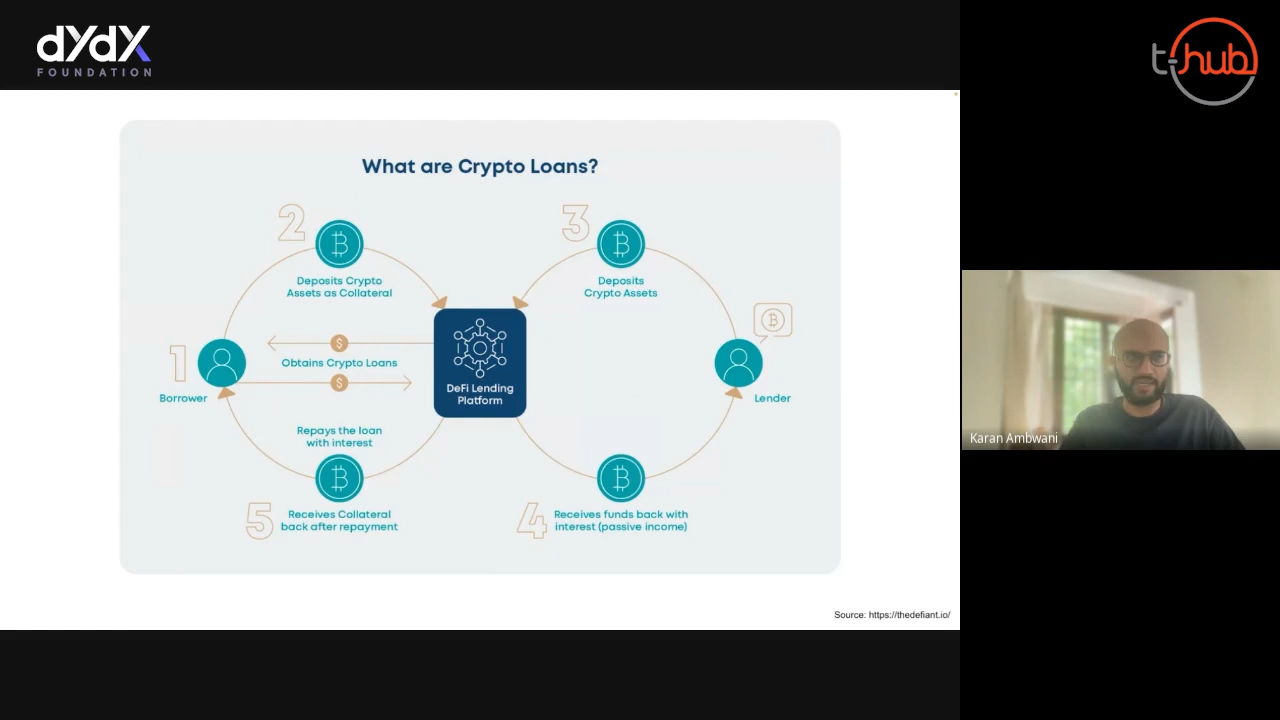 dYdX
FOUNDATION
t-hub
What are Crypto Loans?
2
Deposits Crypto
Assets as Collateral
3
Deposits
Crypto Assets
1
Borrower
$
Obtains Crypto Loans
$
DeFi Lending
Platform
Lender
Repays the loan
with interest
5
Receives Collateral
back after repayment
4
Receives funds back with
interest (passive income)
Karan Ambwani
Source: https://thedefiant.io/